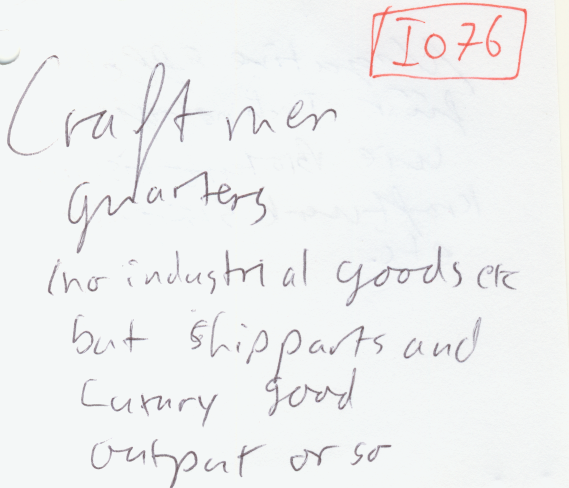 I076
Craftmen
quarters
(no industrial goods etc
but shipparts and
Luxury good
output or so